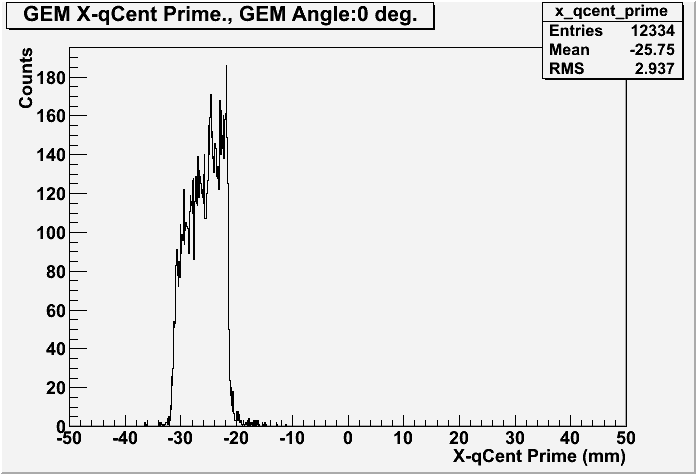 GEM X-qCent Prime., GEM Angle:0 deg.
x_qcent_prime
Entries 12334
Mean -25.75
RMS 2.937
Counts
180
160
140
120
100
80
60
40
20
0
-50 -40 -30 -20 -10 0 10 20 30 40 50
X-qCent Prime (mm)